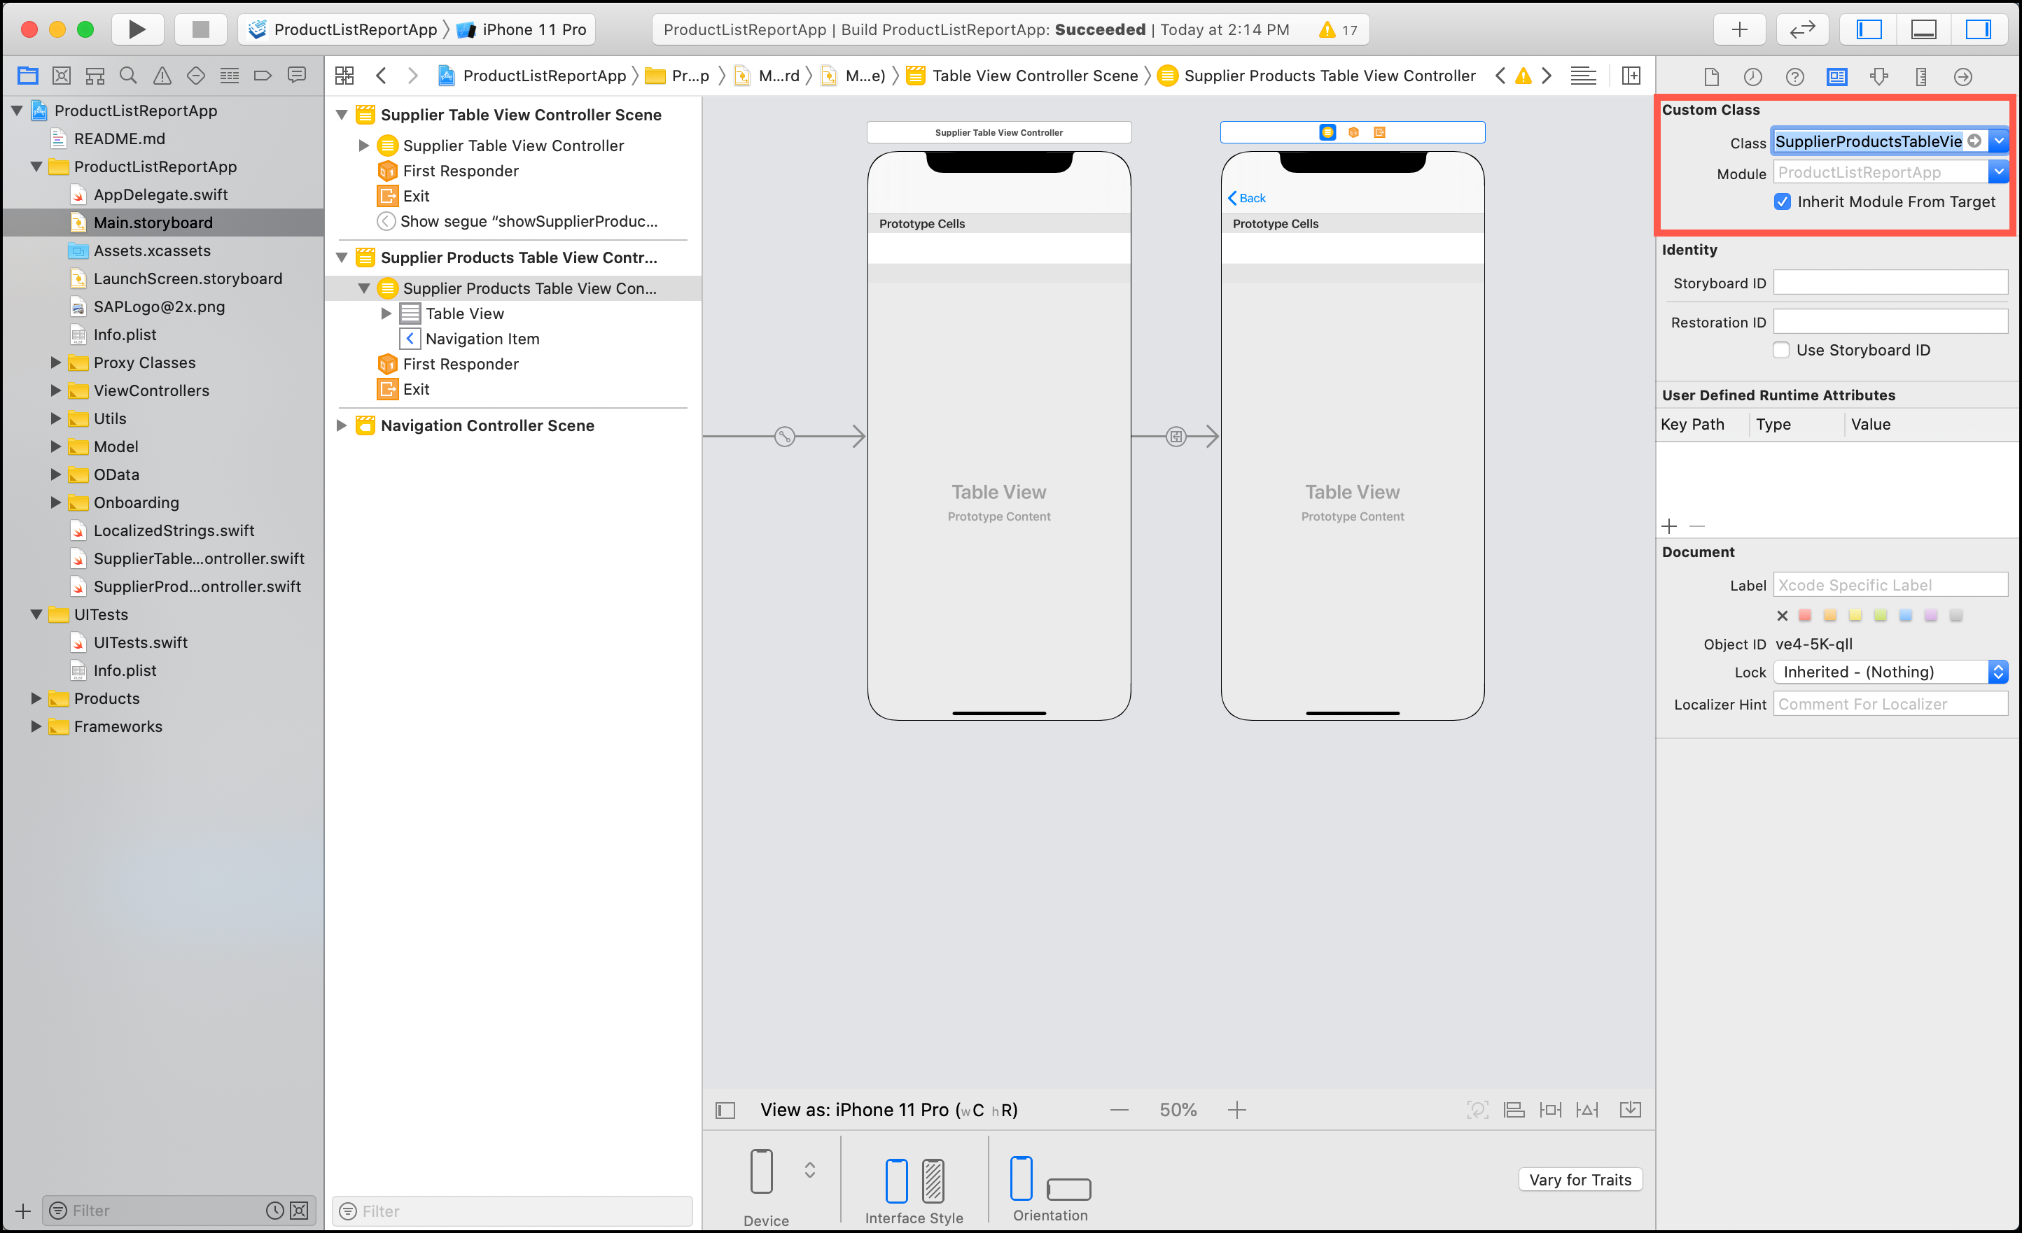 ProductListReportApp iPhone 11 Pro
ProductListReportApp | Build ProductListReportApp: Succeeded | Today at 2:14 PM 17
ProductListReportApp Pr...p M...rd M...e) Table View Controller Scene Supplier Products Table View Controller
ProductListReportApp
README.md
ProductListReportApp
AppDelegate.swift
Main.storyboard
Assets.xcassets
LaunchScreen.storyboard
SAPLogo@2x.png
Info.plist
Proxy Classes
ViewControllers
Utils
Model
OData
Onboarding
LocalizedStrings.swift
SupplierTable...ontroller.swift
SupplierProd...ontroller.swift
UITests
UITests.swift
Info.plist
Products
Frameworks
Filter
Supplier Table View Controller Scene
Supplier Table View Controller
First Responder
Exit
Show segue “showSupplierProduc...
Supplier Products Table View Contr...
Supplier Products Table View Con...
Table View
Navigation Item
First Responder
Exit
Navigation Controller Scene
Filter
Supplier Table View Controller
Prototype Cells
Table View
Prototype Content
Back
Prototype Cells
Table View
Prototype Content
View as: iPhone 11 Pro (wC hR)
50%
Device
Interface Style
Orientation
Vary for Traits
Custom Class
Class SupplierProductsTableVie
Module ProductListReportApp
Inherit Module From Target
Identity
Storyboard ID
Restoration ID
Use Storyboard ID
User Defined Runtime Attributes
Key Path Type Value
Document
Label Xcode Specific Label
Object ID ve4-5K-qll
Lock Inherited - (Nothing)
Localizer Hint Comment For Localizer